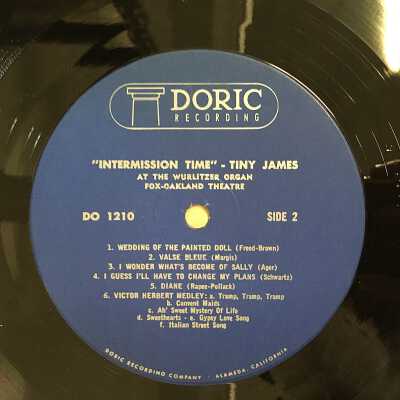 DORIC
RECORDING
"INTERMISSION TIME" - TINY JAMES
AT THE WURLITZER ORGAN
FOX-OAKLAND THEATRE
DO 1210 SIDE 2
1. WEDDING OF THE PAINTED DOLL (Freed-Brown)
2. VALSE BLEUE (Margis)
3. I WONDER WHAT'S BECOME OF SALLY (Ager)
4. I GUESS I'LL HAVE TO CHANGE MY PLANS (Schwartz)
5. DIANE (Rapee-Pollack)
6. VICTOR HERBERT MEDLEY: a. Tramp, Tramp, Tramp
b. Convent Maids
c. Ah' Sweet Mystery Of Life
d. Sweethearts - e. Gypsy Love Song
f. Italian Street Song
DORIC RECORDING COMPANY - ALAMEDA, CALIFORNIA